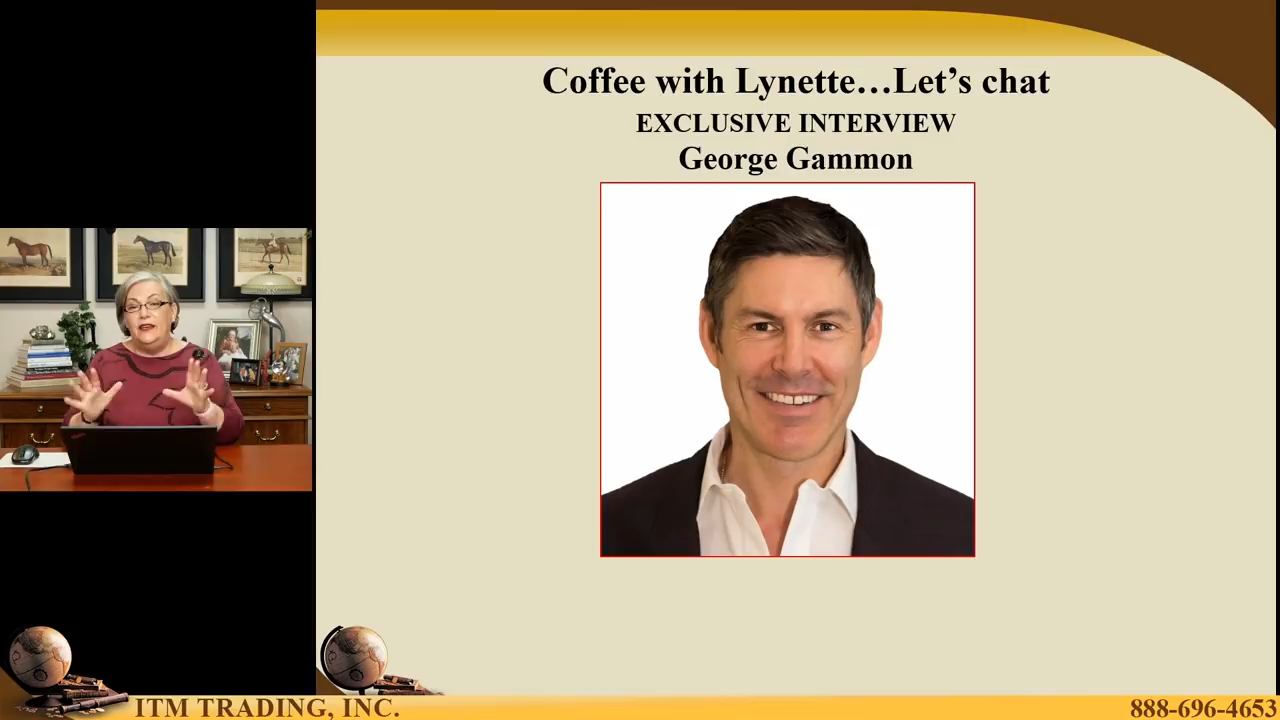 Coffee with Lynette…Let’s chat
EXCLUSIVE INTERVIEW
George Gammon
ITM TRADING, INC.
888-696-4653